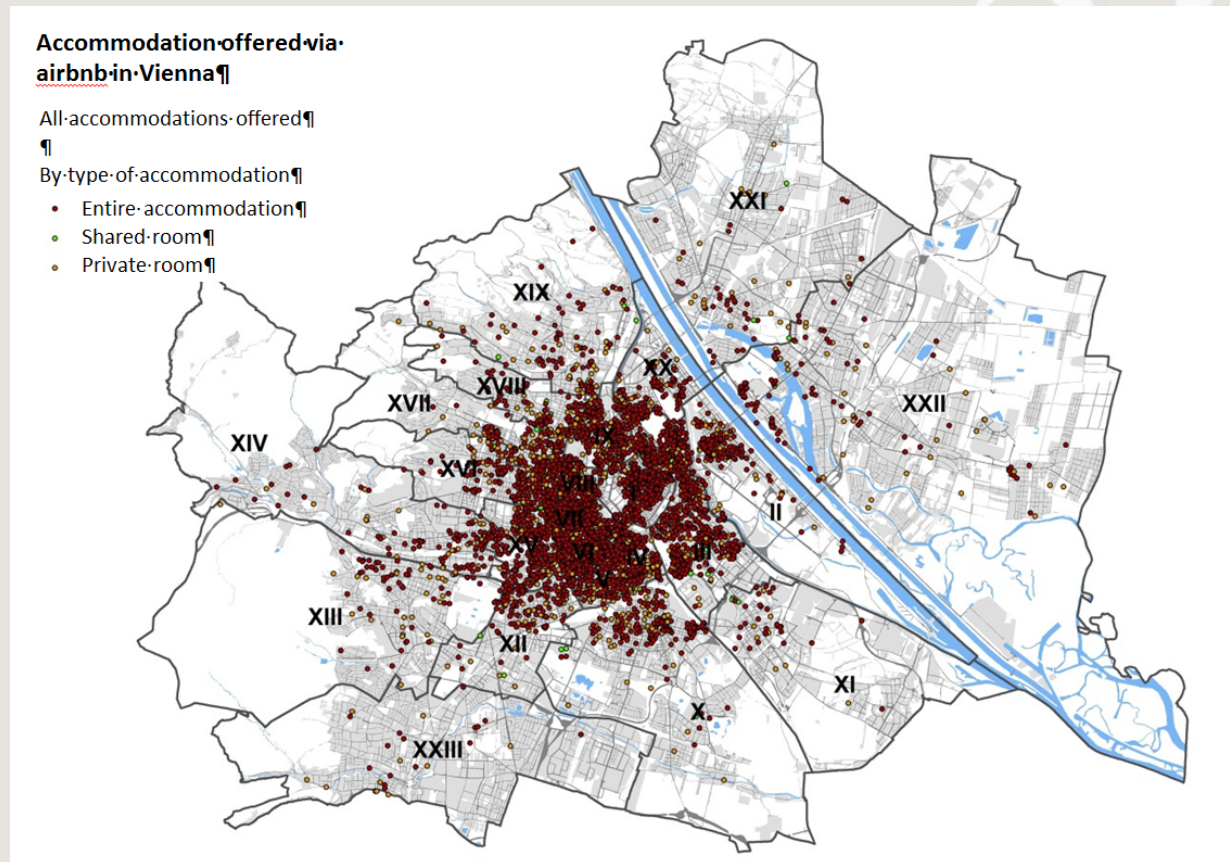 Accommodation·offered·via·
airbnb·in·Vienna¶
All·accommodations·offered¶
¶
By·type·of·accommodation¶
Entire·accommodation¶
Shared·room¶
Private·room¶
XXI
XIX
XX
XVIII
XVII
XXII
IX
XIV
XVI
VIII
I
II
VII
XV
VI
IV
III
V
XIII
XII
XI
X
XXIII